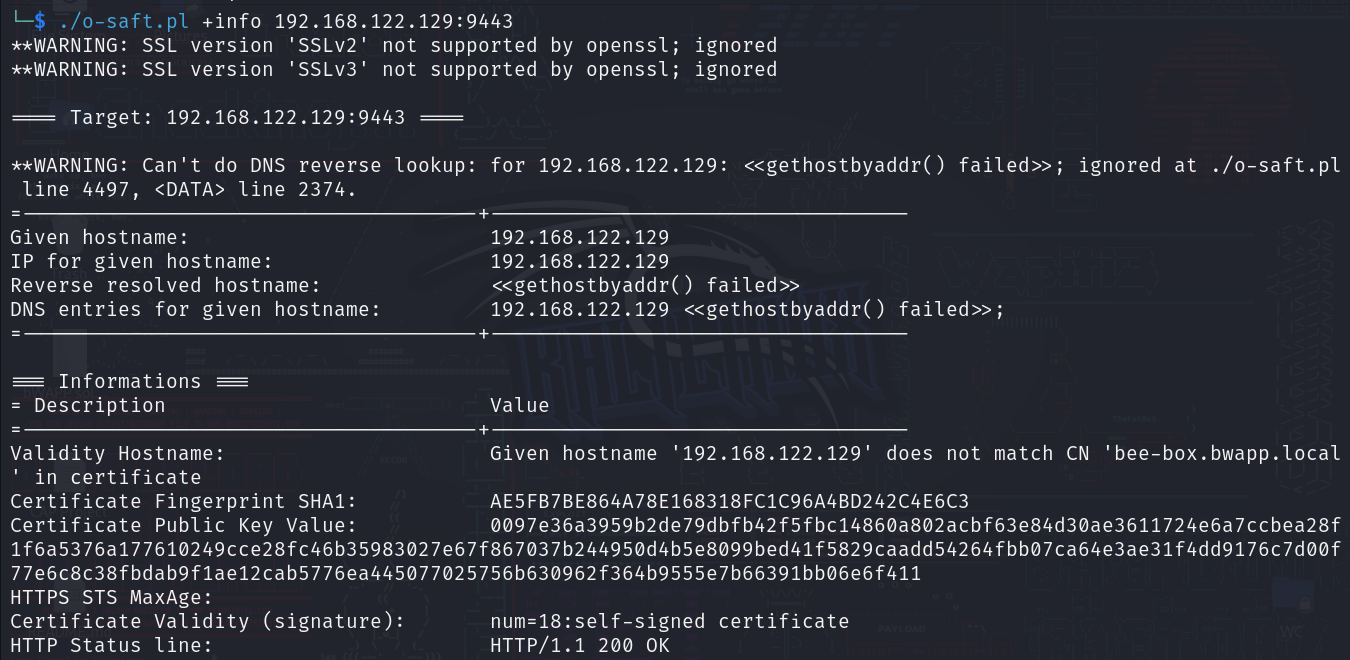 └─$ ./o-saft.pl +info 192.168.122.129:9443
**WARNING: SSL version 'SSLv2' not supported by openssl; ignored
**WARNING: SSL version 'SSLv3' not supported by openssl; ignored
==== Target: 192.168.122.129:9443 ====
**WARNING: Can't do DNS reverse lookup: for 192.168.122.129: <<gethostbyaddr() failed>>; ignored at ./o-saft.pl
line 4497, <DATA> line 2374.
=--------------------------------------+-----------------------------------
Given hostname: 192.168.122.129
IP for given hostname: 192.168.122.129
Reverse resolved hostname: <<gethostbyaddr() failed>>
DNS entries for given hostname: 192.168.122.129 <<gethostbyaddr() failed>>;
=--------------------------------------+-----------------------------------
=== Informations ===
= Description Value
=--------------------------------------+-----------------------------------
Validity Hostname: Given hostname '192.168.122.129' does not match CN 'bee-box.bwapp.local
' in certificate
Certificate Fingerprint SHA1: AE5FB7BE864A78E168318FC1C96A4BD242C4E6C3
Certificate Public Key Value: 0097e36a3959b2de79dbfb42f5fbc14860a802acbf63e84d30ae3611724e6a7ccbea28f
1f6a5376a177610249cce28fc46b35983027e67f867037b244950d4b5e8099bed41f5829caadd54264fbb07ca64e3ae31f4dd9176c7d00f
77e6c8c38fbdab9f1ae12cab5776ea445077025756b630962f364b9555e7b66391bb06e6f411
HTTPS STS MaxAge:
Certificate Validity (signature): num=18:self-signed certificate
HTTP Status line: HTTP/1.1 200 OK